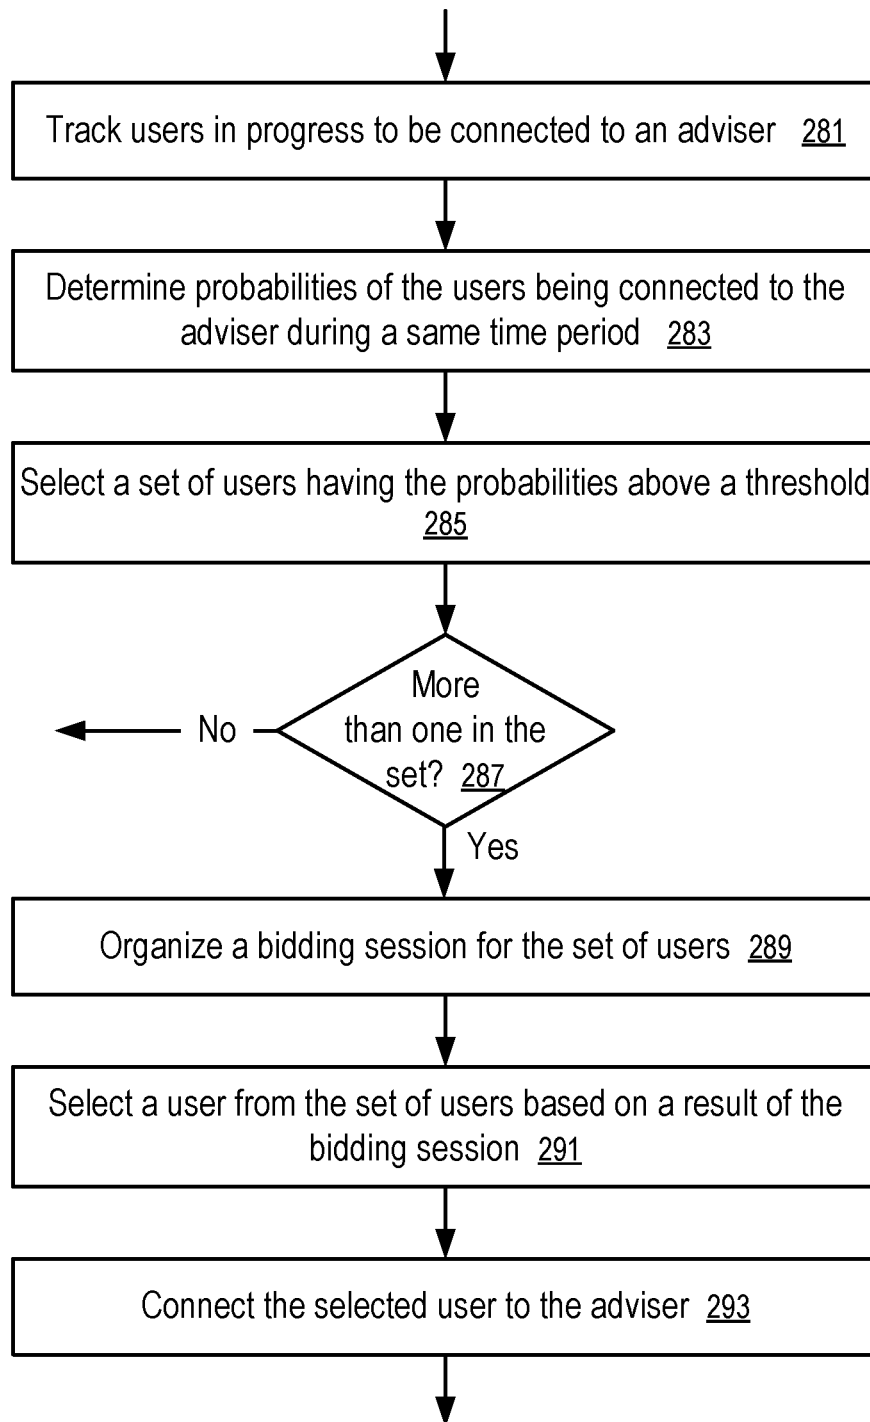 Track users in progress to be connected to an adviser 281
Determine probabilities of the users being connected to the
adviser during a same time period 283
Select a set of users having the probabilities above a threshold
285
More
than one in the
set? 287
No
Yes
Organize a bidding session for the set of users 289
Select a user from the set of users based on a result of the
bidding session 291
Connect the selected user to the adviser 293